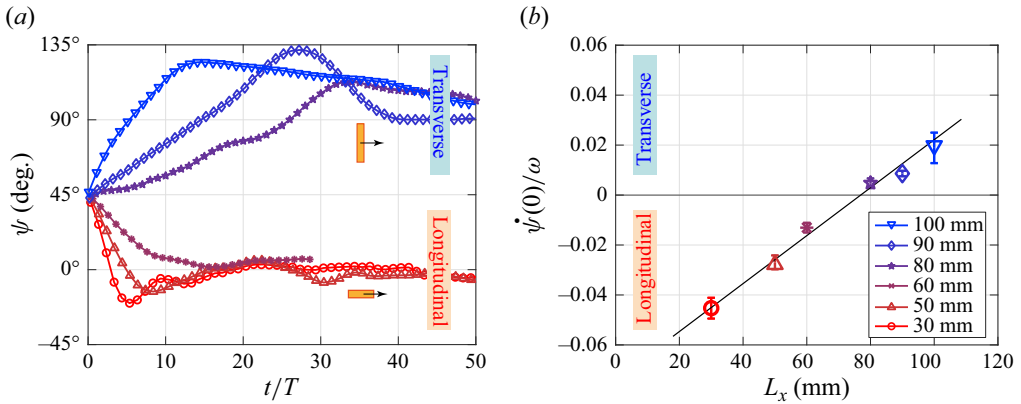 (a)
135°
90°
45°
0°
–45°
ψ (deg.)
Transverse
Longitudinal
0
10
20
30
40
50
t/T
(b)
0.06
0.04
0.02
0
–0.02
–0.04
–0.06
ψ̇(0)/ω
Transverse
Longitudinal
100 mm
90 mm
80 mm
60 mm
50 mm
30 mm
0
20
40
60
80
100
120
Lₓ (mm)